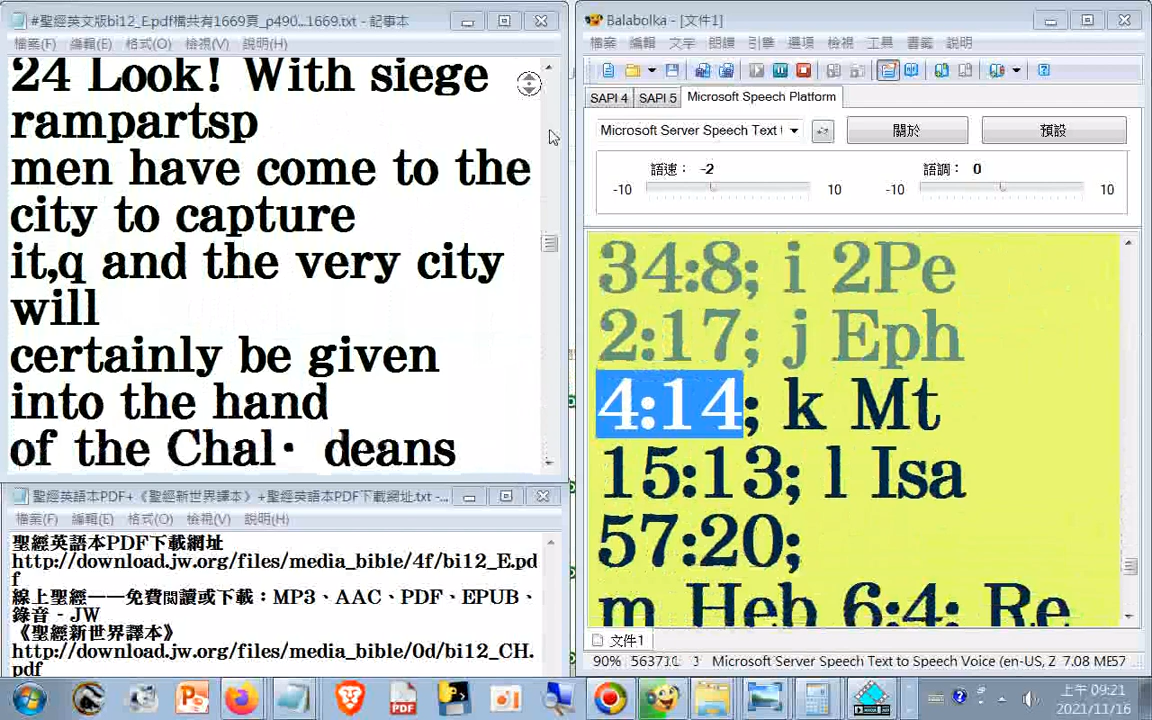 #聖經英文版bi12_E.pdf檔共有1669頁_p490...1669.txt - 記事本
檔案(F) 編輯(E) 格式(O) 檢視(V) 說明(H)
24 Look! With siege
rampartsp
men have come to the
city to capture
it,q and the very city
will
certainly be given
into the hand
of the Chal· deans
聖經英語本PDF+《聖經新世界譯本》+聖經英語本PDF下載網址.txt - ...
檔案(F) 編輯(E) 格式(O) 檢視(V) 說明(H)
聖經英語本PDF下載網址
http://download.jw.org/files/media_bible/4f/bi12_E.pd
f
線上聖經——免費閱讀或下載：MP3、AAC、PDF、EPUB、
錄音 - JW
《聖經新世界譯本》
http://download.jw.org/files/media_bible/0d/bi12_CH.
pdf
Balabolka - [文件1]
檔案 編輯 文字 朗讀 引擎 選項 檢視 工具 書籤 說明
SAPI 4 SAPI 5 Microsoft Speech Platform
Microsoft Server Speech Text 關於 預設
語速： -2 語調： 0
-10 10 -10 10
34:8; i 2Pe
2:17; j Eph
4:14; k Mt
15:13; l Isa
57:20;
m Heb 6:4; Re
文件1
90% Microsoft Server Speech Text to Speech Voice (en-US, Z 7.08 ME57
上午 09:21
2021/11/16